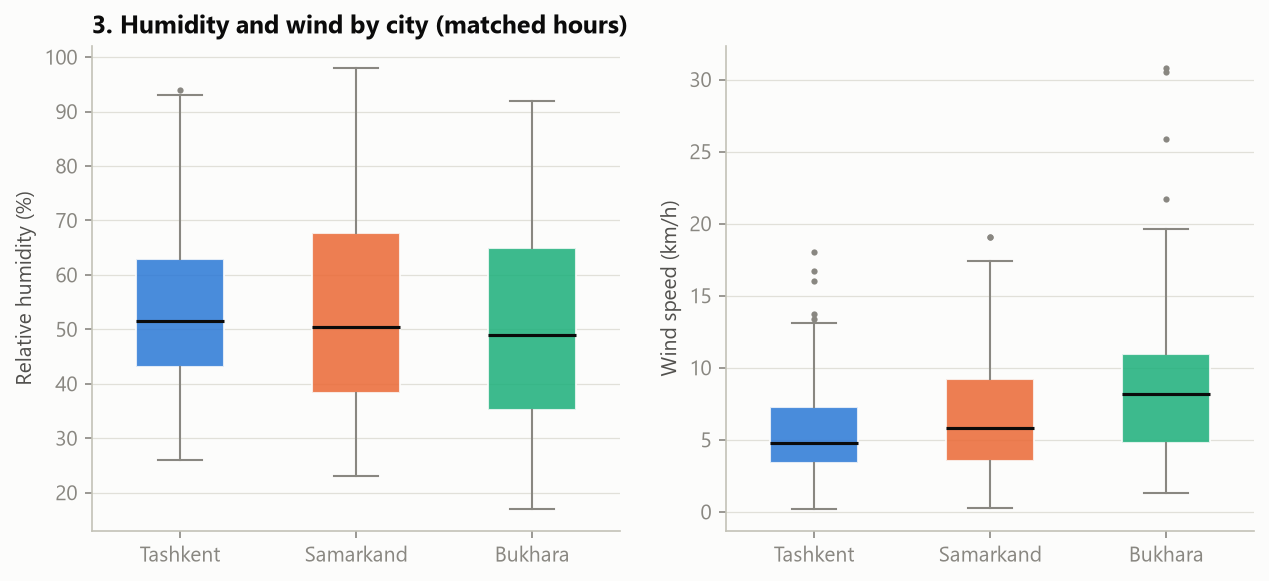 3. Humidity and wind by city (matched hours)
Relative humidity (%)
100
90
80
70
60
50
40
30
20
Tashkent
Samarkand
Bukhara
Wind speed (km/h)
30
25
20
15
10
5
0
Tashkent
Samarkand
Bukhara